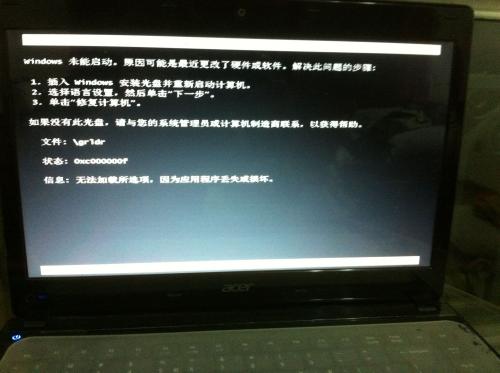 Windows 未能启动。原因可能是最近更改了硬件或软件。解决此问题的步骤:
1. 插入 Windows 安装光盘并重新启动计算机。
2. 选择语言设置，然后单击“下一步”。
3. 单击“修复计算机”。
如果没有此光盘，请与您的系统管理员或计算机制造商联系，以获得帮助。
文件: \grldr
状态: 0xc000000f
信息: 无法加载所选项，因为应用程序丢失或损坏。
acer